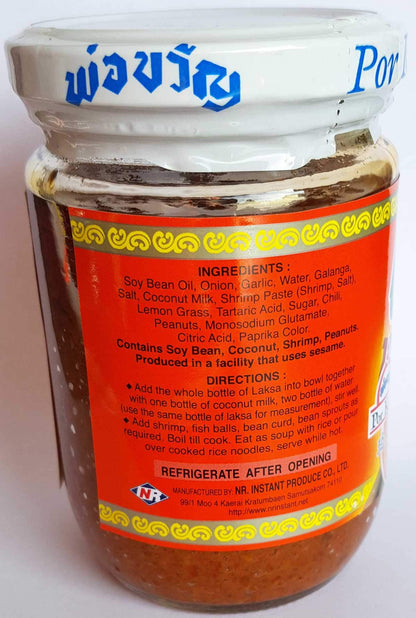 พ่อขวัญ
Por
INGREDIENTS :
Soy Bean Oil, Onion, Garlic, Water, Galanga,
Salt, Coconut Milk, Shrimp Paste (Shrimp, Salt),
Lemon Grass, Tartaric Acid, Sugar, Chili,
Peanuts, Monosodium Glutamate,
Citric Acid, Paprika Color.
Contains Soy Bean, Coconut, Shrimp, Peanuts.
Produced in a facility that uses sesame.
DIRECTIONS :
♦ Add the whole bottle of Laksa into bowl together
with one bottle of coconut milk, two bottle of water
(use the same bottle of laksa for measurement), stir well.
♦ Add shrimp, fish balls, bean curd, bean sprouts as
required. Boil till cook. Eat as soup with rice or pour
over cooked rice noodles, serve while hot.
REFRIGERATE AFTER OPENING
MANUFACTURED BY: NR. INSTANT PRODUCE CO., LTD.
99/1 Moo 4 Kaerai Kratumbaen Samutsakorn 74110
http://www.nrinstant.net